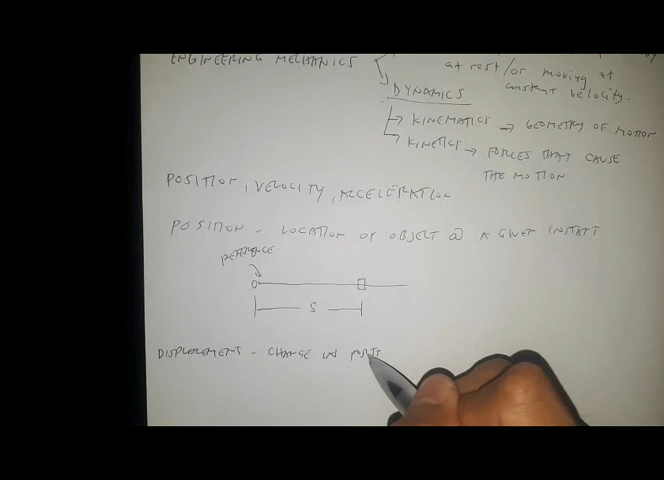 ENGINEERING MECHANICS
at rest/or moving at
constant velocity.
DYNAMICS
KINEMATICS → GEOMETRY OF MOTION
KINETICS → FORCES THAT CAUSE
THE MOTION
POSITION, VELOCITY, ACCELERATION
POSITION - LOCATION OF OBJECT @ A GIVEN INSTANT
REFERENCE
S
DISPLACEMENT - CHANGE IN POSIT